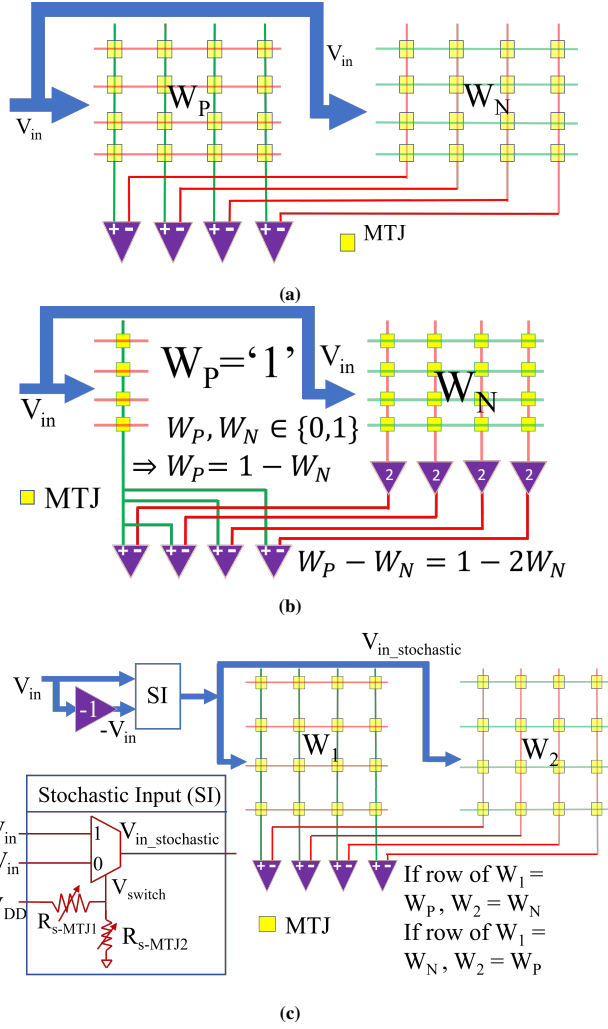 V_in
V_in
W_P
W_N
+ - + - + - + -
MTJ
(a)
W_P='1'
V_in
V_in
W_N
W_P, W_N ∈ {0,1}
⇒ W_P = 1 − W_N
MTJ
2 2 2 2
+ - + - + - + -
W_P − W_N = 1 − 2W_N
(b)
V_in_stochastic
V_in
SI
-1
-V_in
W_1
W_2
Stochastic Input (SI)
V_in
1
V_in_stochastic
V_in
0
V_switch
DD
R_s-MTJ1
R_s-MTJ2
+ - + - + - + -
MTJ
If row of W_1 =
W_P, W_2 = W_N
If row of W_1 =
W_N, W_2 = W_P
(c)